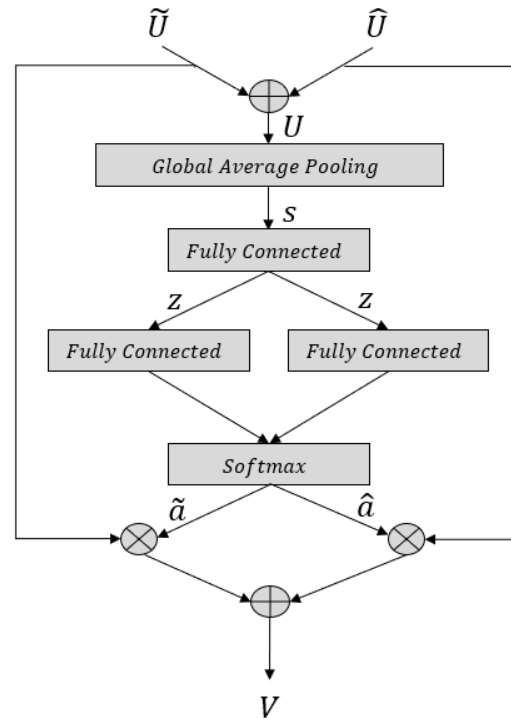 Ũ Û
U
Global Average Pooling
s
Fully Connected
z z
Fully Connected Fully Connected
Softmax
ã â
V